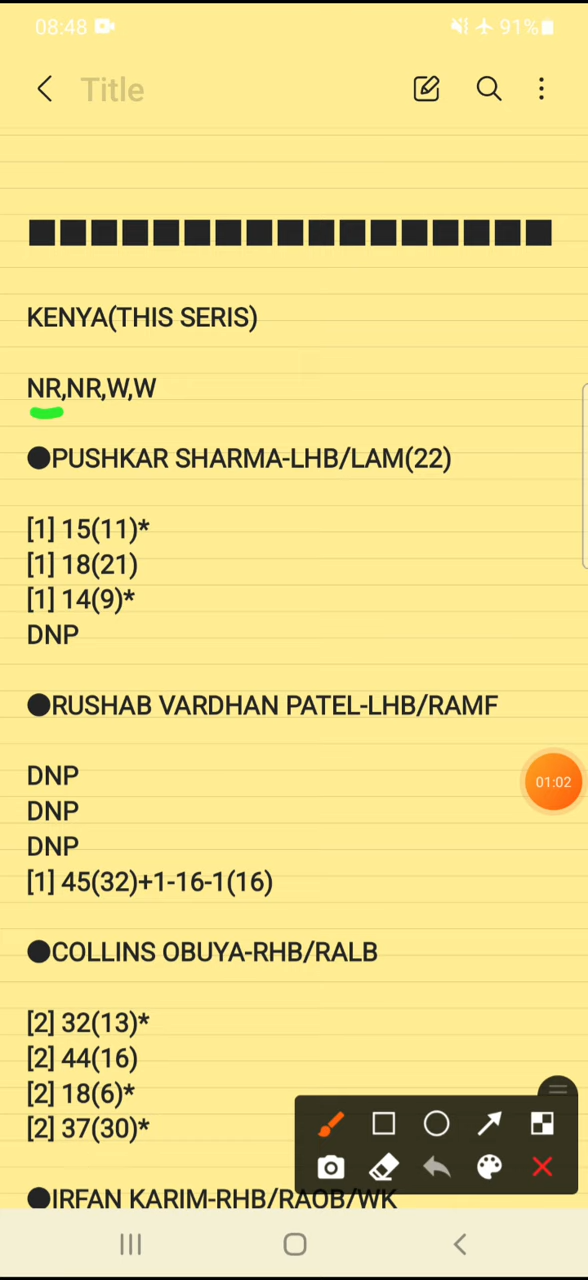 08:48
91%
Title
KENYA(THIS SERIS)
NR,NR,W,W
●PUSHKAR SHARMA-LHB/LAM(22)
[1] 15(11)*
[1] 18(21)
[1] 14(9)*
DNP
●RUSHAB VARDHAN PATEL-LHB/RAMF
DNP
DNP
DNP
[1] 45(32)+1-16-1(16)
01:02
●COLLINS OBUYA-RHB/RALB
[2] 32(13)*
[2] 44(16)
[2] 18(6)*
[2] 37(30)*
●IRFAN KARIM-RHB/RAOB/WK